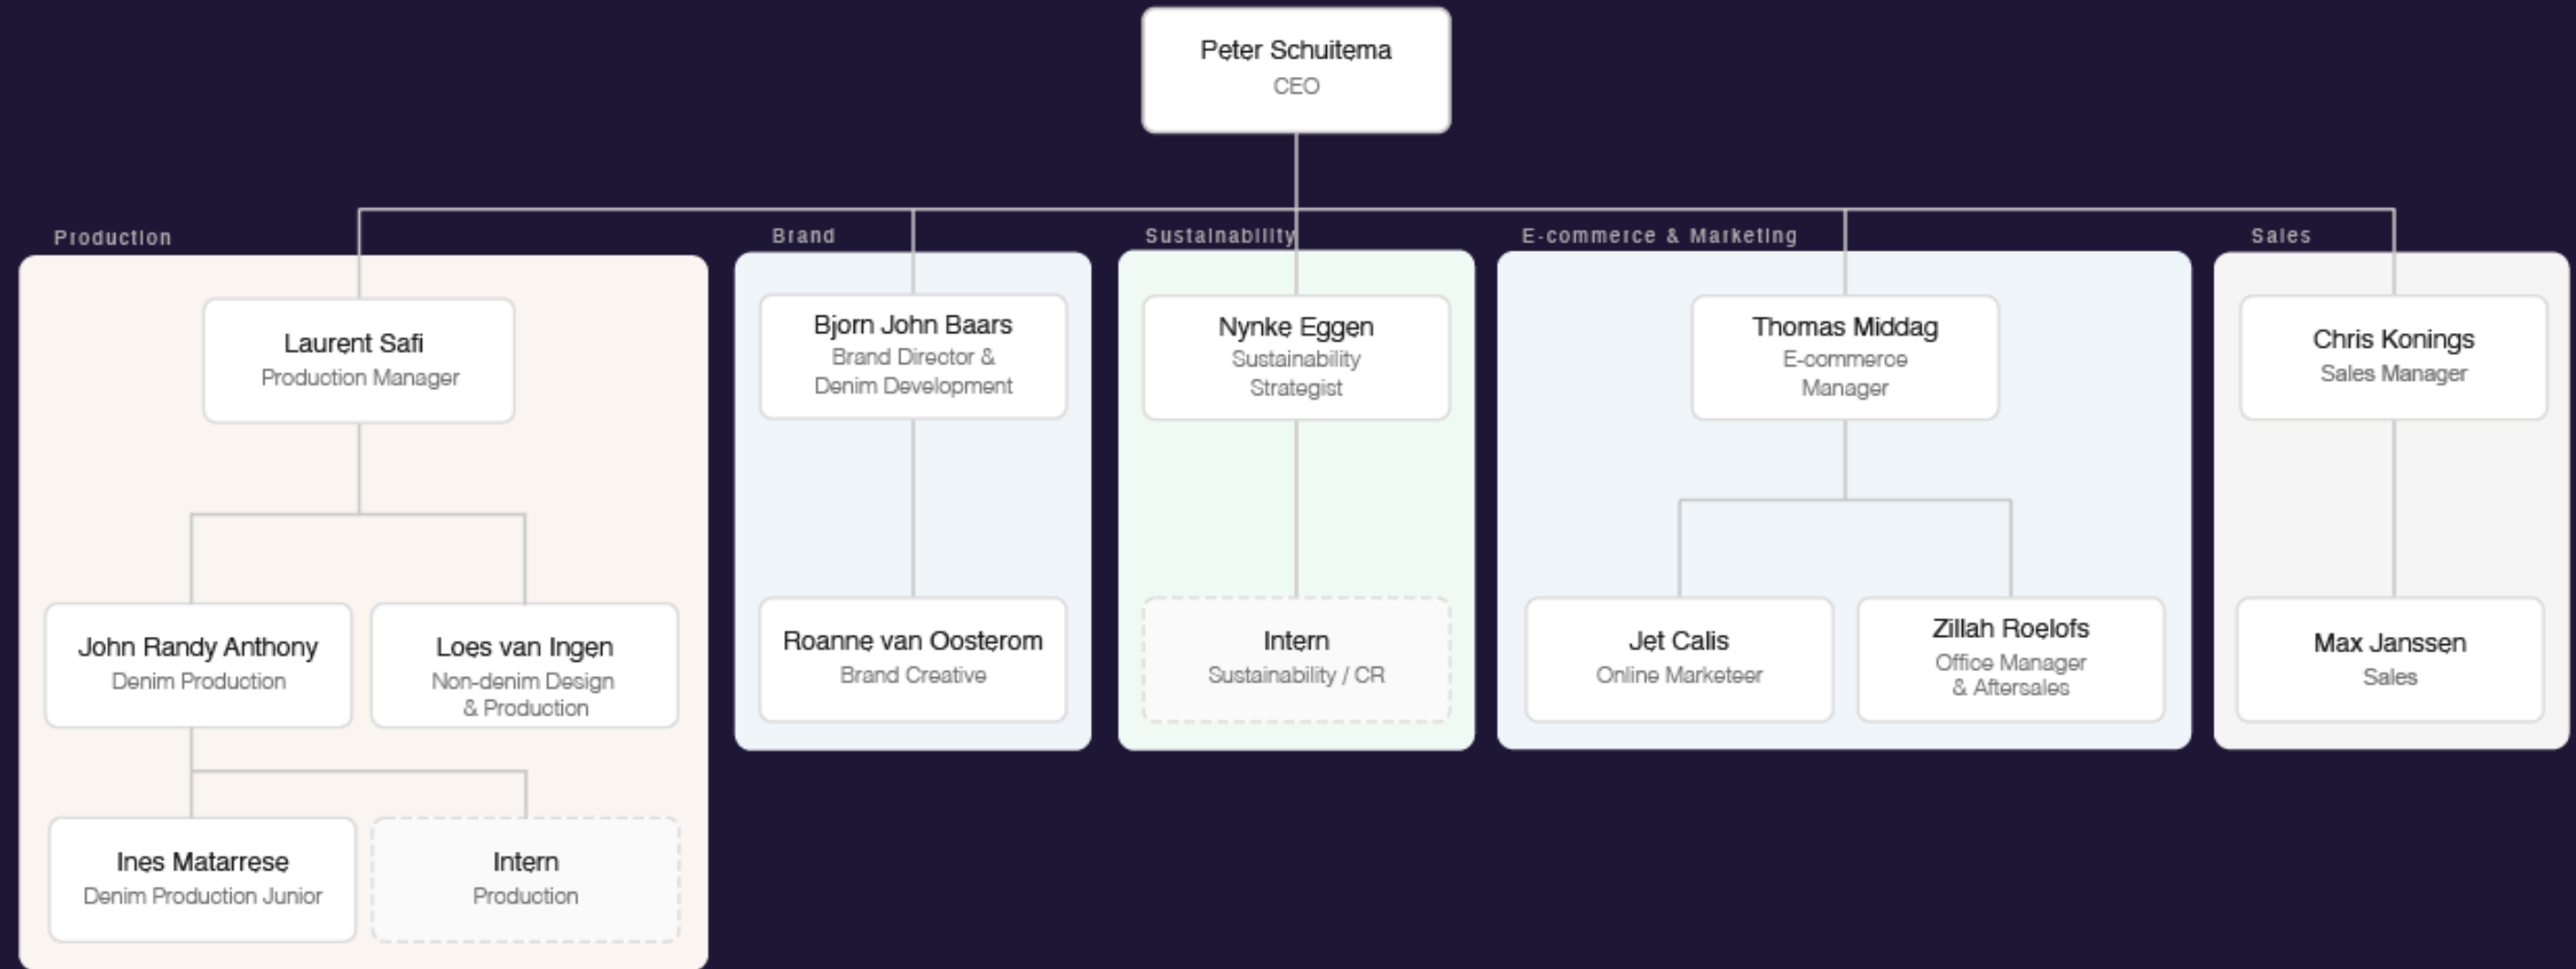 Peter Schuitema
CEO
Production
Brand
Sustainability
E-commerce & Marketing
Sales
Laurent Safi
Production Manager
Bjorn John Baars
Brand Director &
Denim Development
Nynke Eggen
Sustainability
Strategist
Thomas Middag
E-commerce
Manager
Chris Konings
Sales Manager
John Randy Anthony
Denim Production
Loes van Ingen
Non-denim Design
& Production
Roanne van Oosterom
Brand Creative
Intern
Sustainability / CR
Jet Calis
Online Marketeer
Zillah Roelofs
Office Manager
& Aftersales
Max Janssen
Sales
Ines Matarrese
Denim Production Junior
Intern
Production